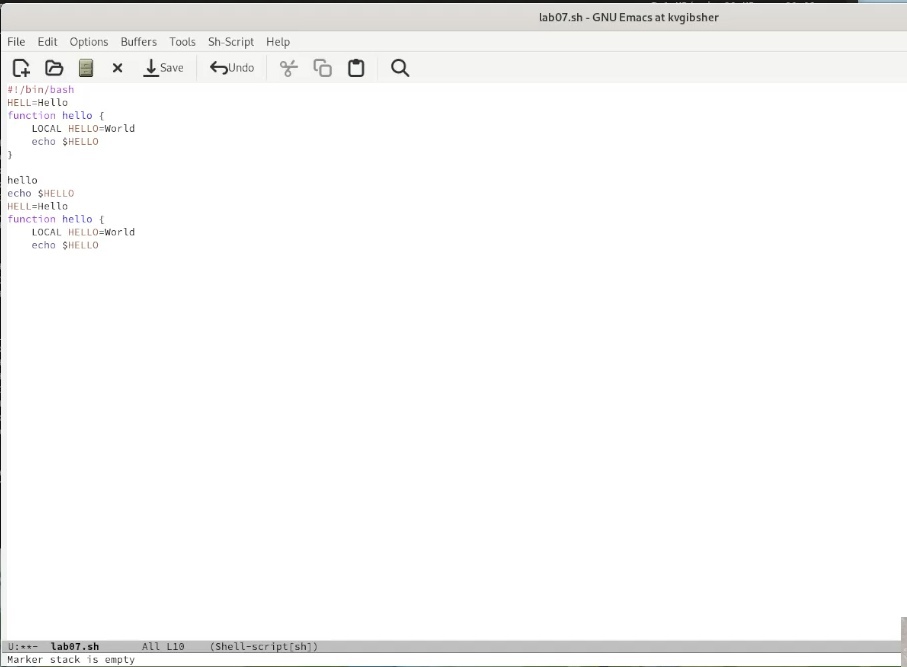 lab07.sh - GNU Emacs at kvgibsher
File Edit Options Buffers Tools Sh-Script Help
Save Undo
#!/bin/bash
HELL=Hello
function hello {
    LOCAL HELLO=World
    echo $HELLO
}
hello
echo $HELLO
HELL=Hello
function hello {
    LOCAL HELLO=World
    echo $HELLO
U:**- lab07.sh All L10 (Shell-script[sh])
Marker stack is empty